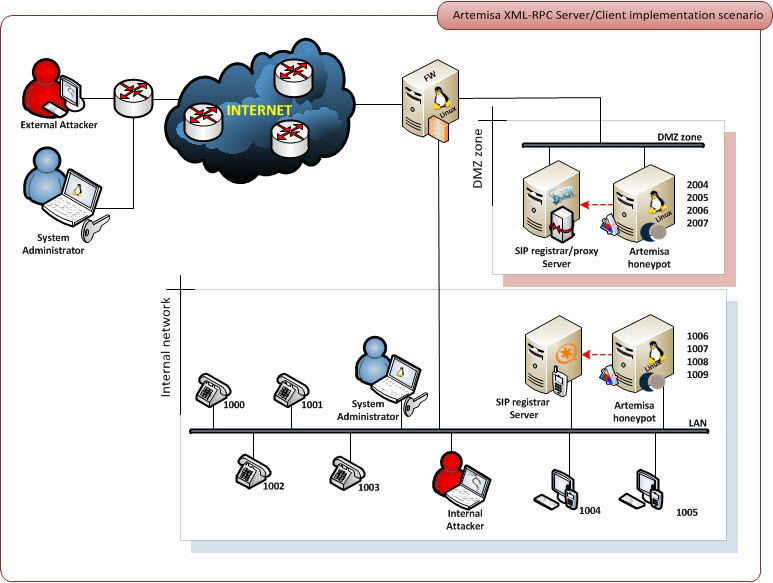 Artemisa XML-RPC Server/Client implementation scenario
External Attacker
INTERNET
FW
Linux
System
Administrator
DMZ zone
DMZ zone
Linux
2004
2005
2006
2007
SIP registrar/proxy
Server
Artemisa
honeypot
Internal network
1000
1001
System
Administrator
SIP registrar
Server
Linux
Artemisa
honeypot
1006
1007
1008
1009
LAN
1002
1003
Internal
Attacker
1004
1005